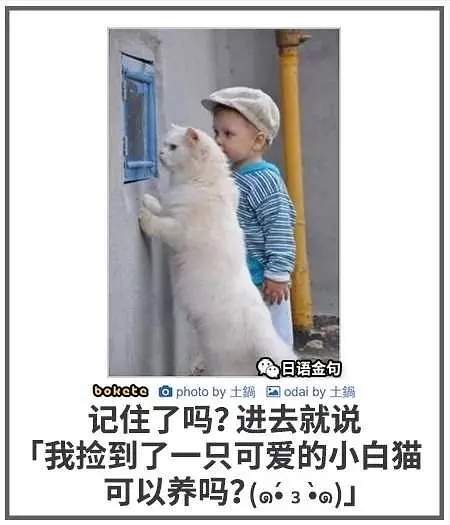 日语金句
bokete photo by 土鍋 odai by 土鍋
记住了吗？进去就说
「我捡到了一只可爱的小白猫
可以养吗？(๑•́ ₃ •̀๑)」